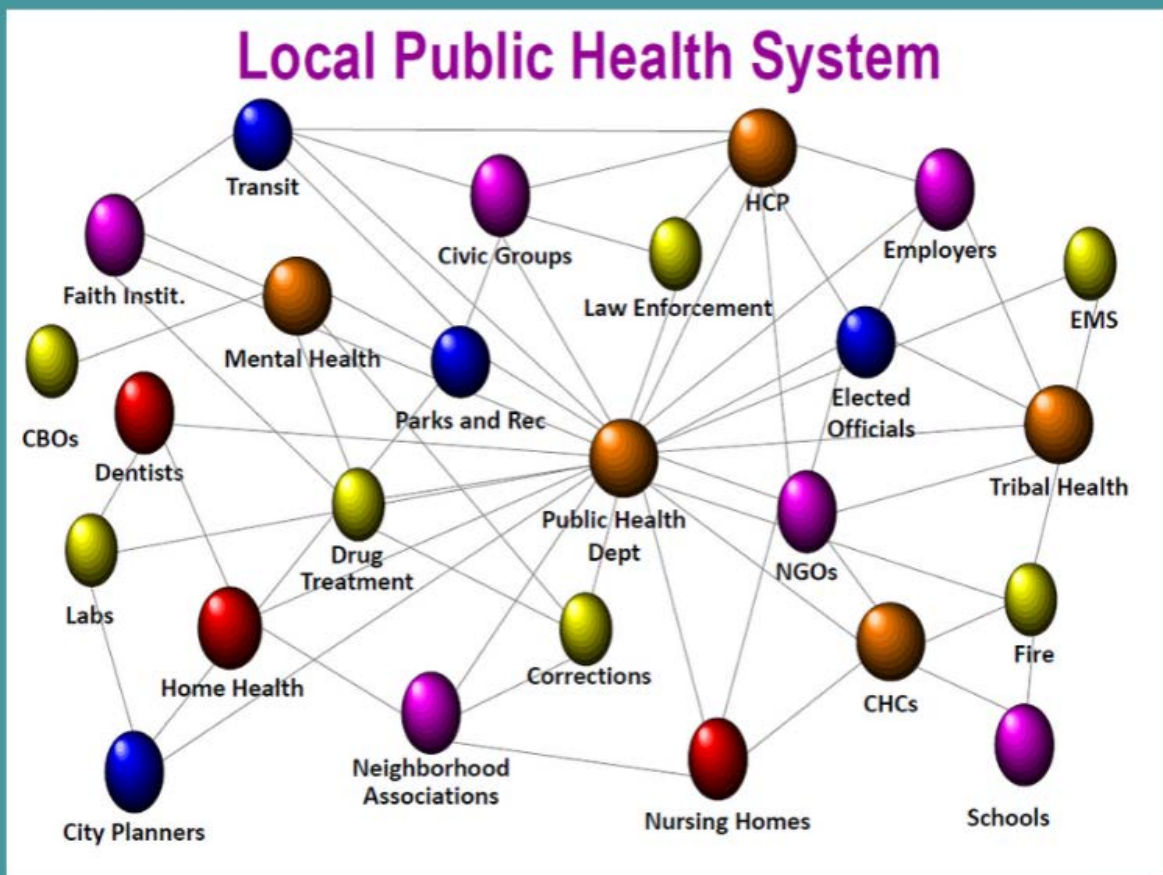 Local Public Health System
Transit
HCP
Civic Groups
Employers
Faith Instit.
Law Enforcement
EMS
Mental Health
Parks and Rec
Elected
Officials
CBOs
Dentists
Tribal Health
Public Health
Dept
Drug
Treatment
NGOs
Labs
Fire
Home Health
Corrections
CHCs
Neighborhood
Associations
Nursing Homes
Schools
City Planners